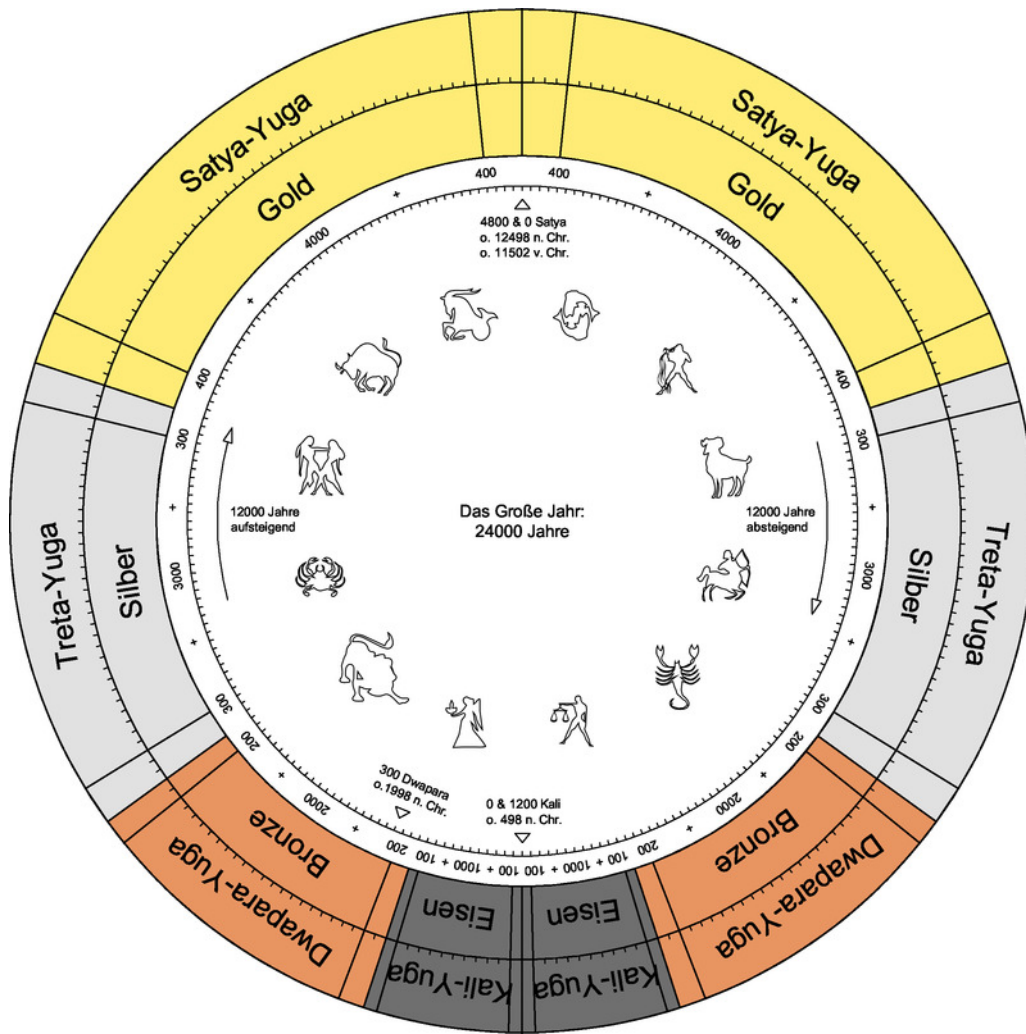 Satya-Yuga
Gold
Satya-Yuga
Gold
400
400
4800 & 0 Satya
o. 12498 n. Chr.
o. 11502 v. Chr.
+
4000
+
400
+
4000
+
400
300
+
3000
+
300
300
+
3000
+
300
12000 Jahre
aufsteigend
Das Große Jahr:
24000 Jahre
12000 Jahre
absteigend
Treta-Yuga
Silber
Silber
Treta-Yuga
200
+
2000
+
200
200
+
2000
+
200
300 Dwapara
o.1998 n. Chr.
0 & 1200 Kali
o. 498 n. Chr.
100 + 1000 + 100
100 + 1000 + 100
Bronze
Dwapara-Yuga
Bronze
Dwapara-Yuga
Eisen
Kali-Yuga
Eisen
Kali-Yuga